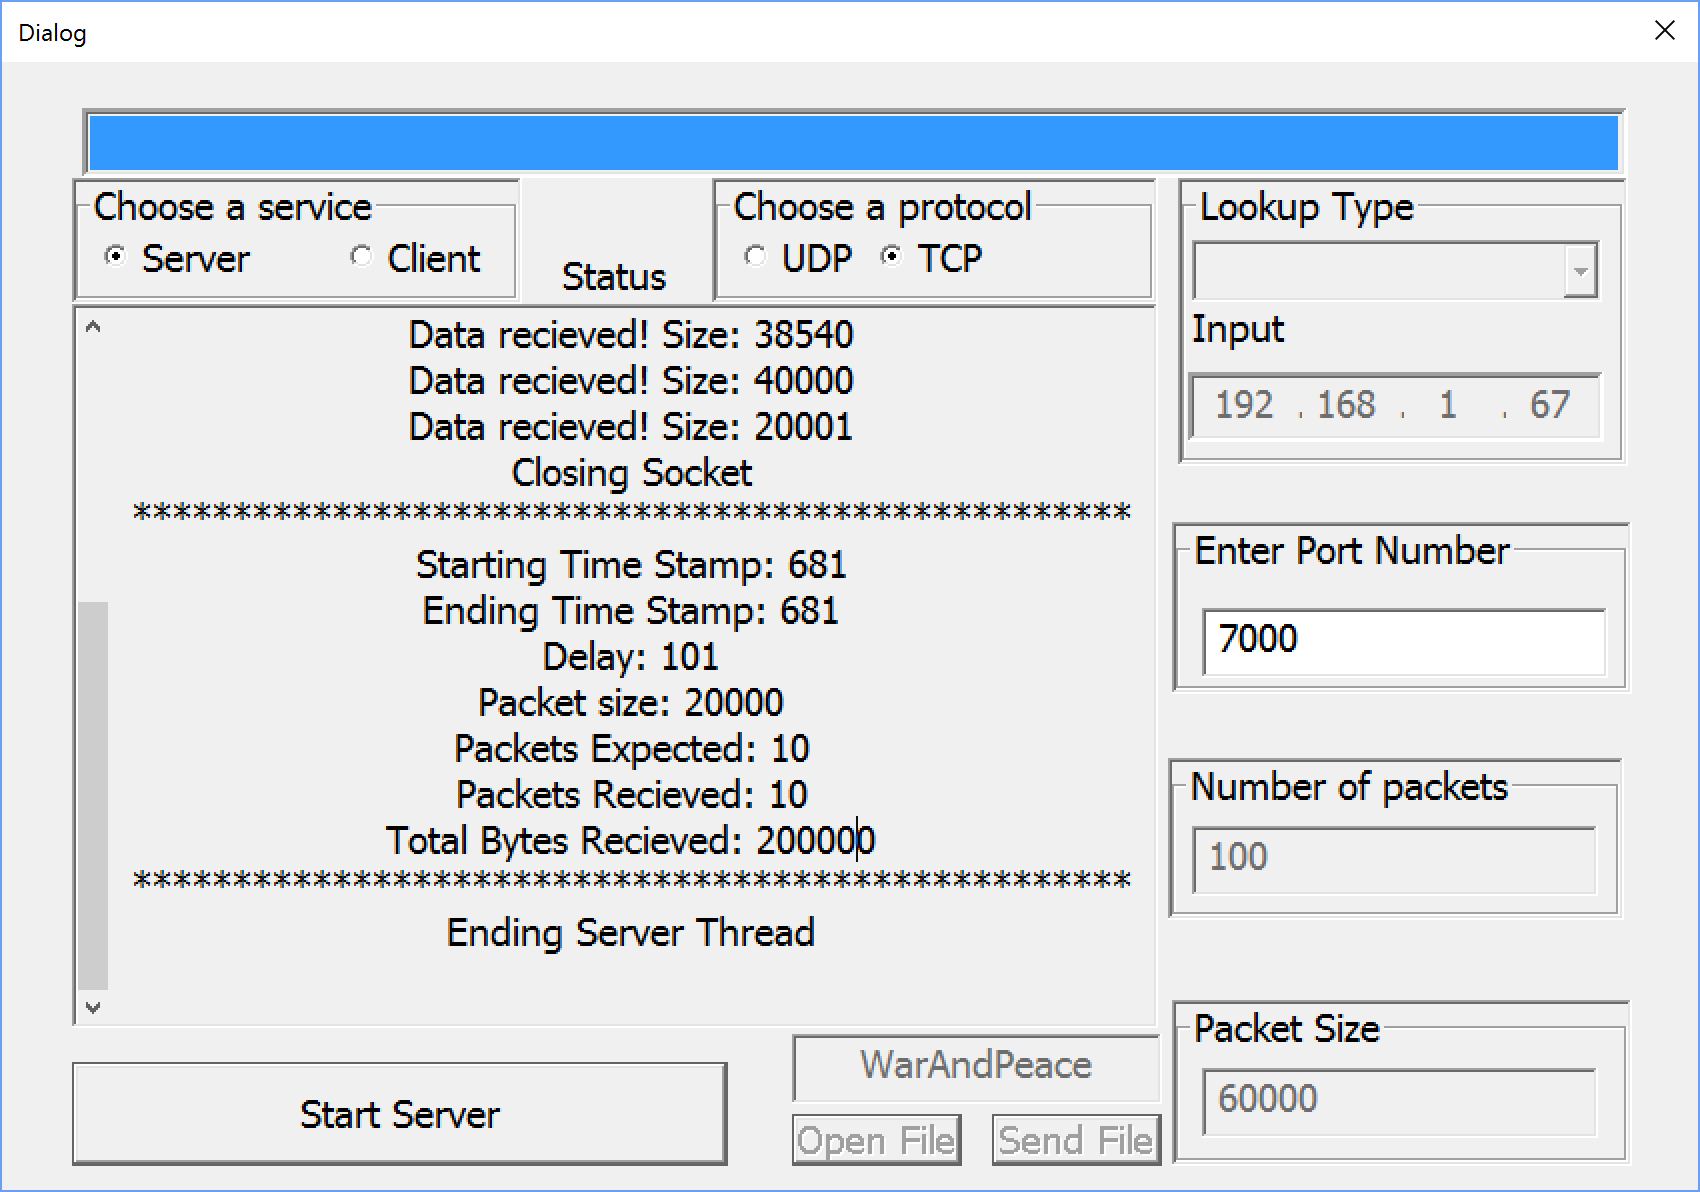 Dialog
Choose a service
Server Client
Status
Choose a protocol
UDP TCP
Lookup Type
Input
192 . 168 . 1 . 67
Data recieved! Size: 38540
Data recieved! Size: 40000
Data recieved! Size: 20001
Closing Socket
**************************************************
Starting Time Stamp: 681
Ending Time Stamp: 681
Delay: 101
Packet size: 20000
Packets Expected: 10
Packets Recieved: 10
Total Bytes Recieved: 200000
**************************************************
Ending Server Thread
Enter Port Number
7000
Number of packets
100
Packet Size
60000
Start Server
WarAndPeace
Open File Send File